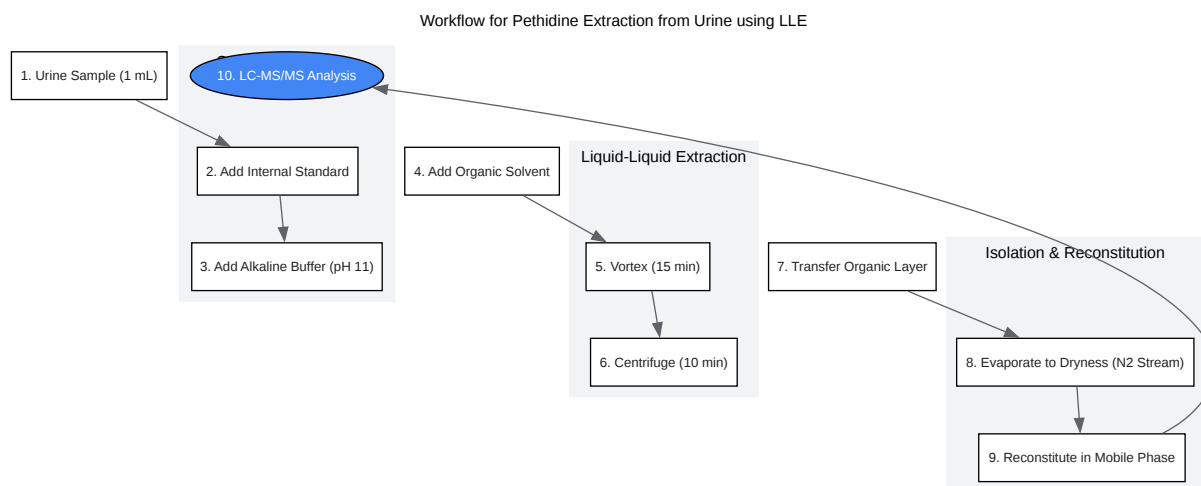 Workflow for Pethidine Extraction from Urine using LLE
1. Urine Sample (1 mL)
10. LC-MS/MS Analysis
2. Add Internal Standard
3. Add Alkaline Buffer (pH 11)
4. Add Organic Solvent
Liquid-Liquid Extraction
5. Vortex (15 min)
6. Centrifuge (10 min)
7. Transfer Organic Layer
Isolation & Reconstitution
8. Evaporate to Dryness (N2 Stream)
9. Reconstitute in Mobile Phase